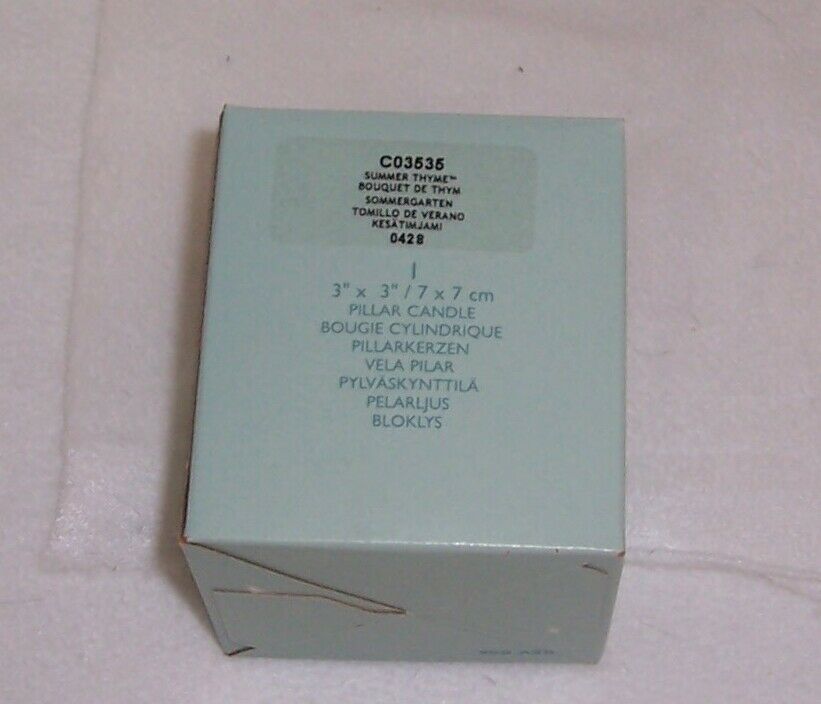 C03535
SUMMER THYME™
BOUQUET DE THYM
SOMMERGARTEN
TOMILLO DE VERANO
KESÄTIMJAMI
0428
1
3" x 3" / 7 x 7 cm
PILLAR CANDLE
BOUGIE CYLINDRIQUE
PILLARKERZEN
VELA PILAR
PYLVÄSKYNTTILÄ
PELARLJUS
BLOKLYS